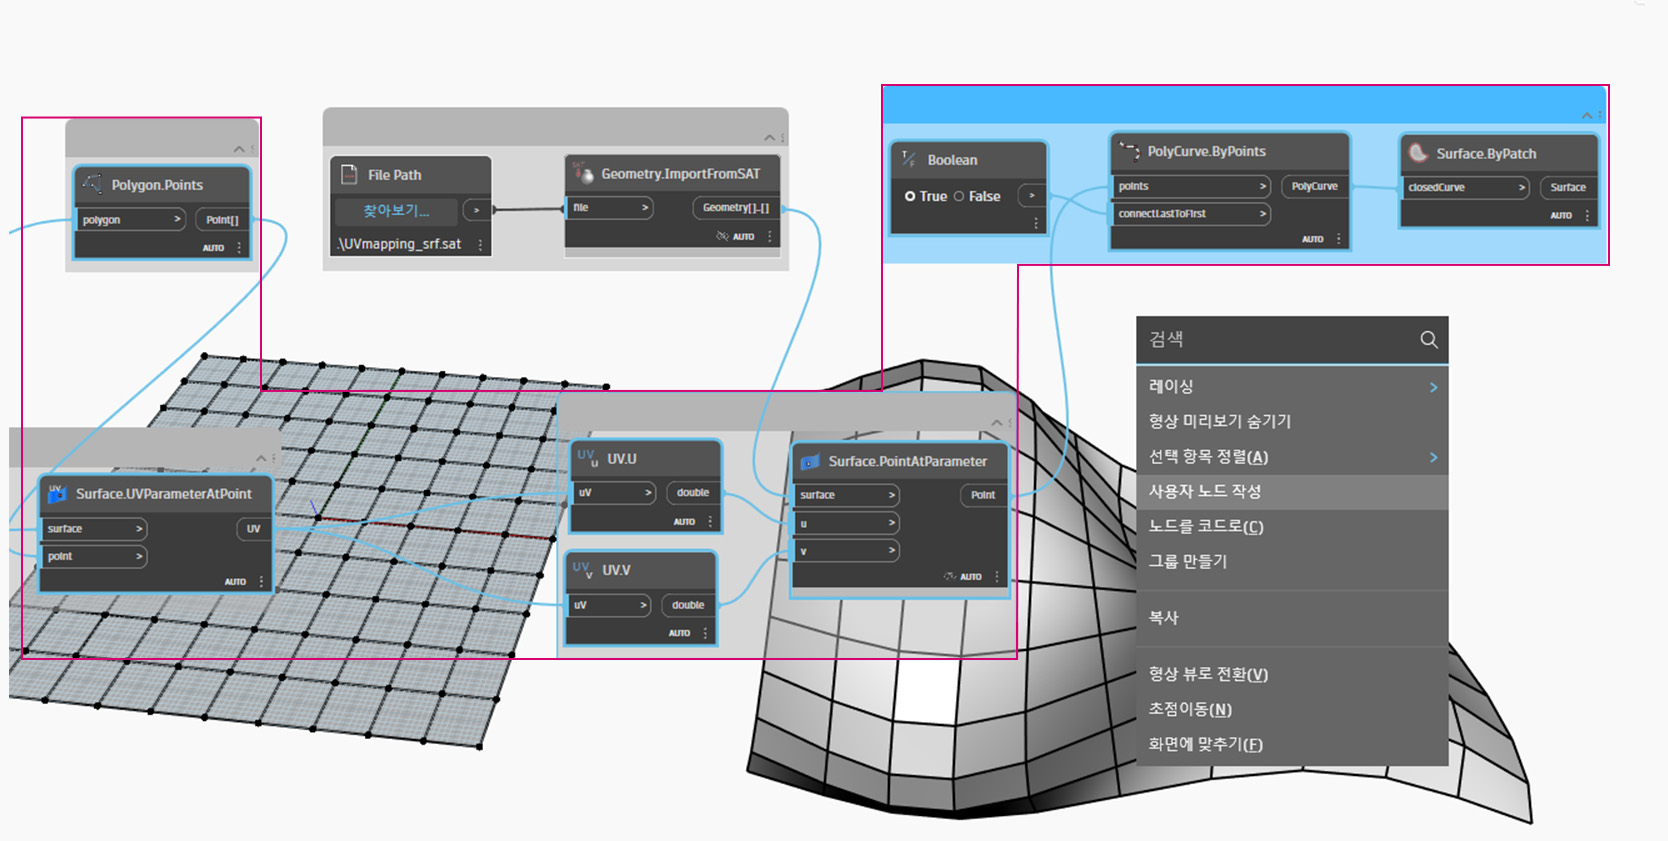 Polygon.Points
polygon >
Point[]
AUTO
File Path
찾아보기...
>
.\UVmapping_srf.sat
SAT
Geometry.ImportFromSAT
file >
Geometry[]..[]
AUTO
T/F
Boolean
True
False
>
PolyCurve.ByPoints
points >
PolyCurve
connectLastToFirst >
AUTO
Surface.ByPatch
closedCurve >
Surface
AUTO
UV
Surface.UVParameterAtPoint
surface >
UV
point >
AUTO
UVu
UV.U
uV >
double
AUTO
UVv
UV.V
uV >
double
AUTO
Surface.PointAtParameter
surface >
Point
u >
v >
AUTO
검색
레이싱 >
형상 미리보기 숨기기
선택 항목 정렬(A) >
사용자 노드 작성
노드를 코드로(C)
그룹 만들기
복사
형상 뷰로 전환(V)
초점이동(N)
화면에 맞추기(F)